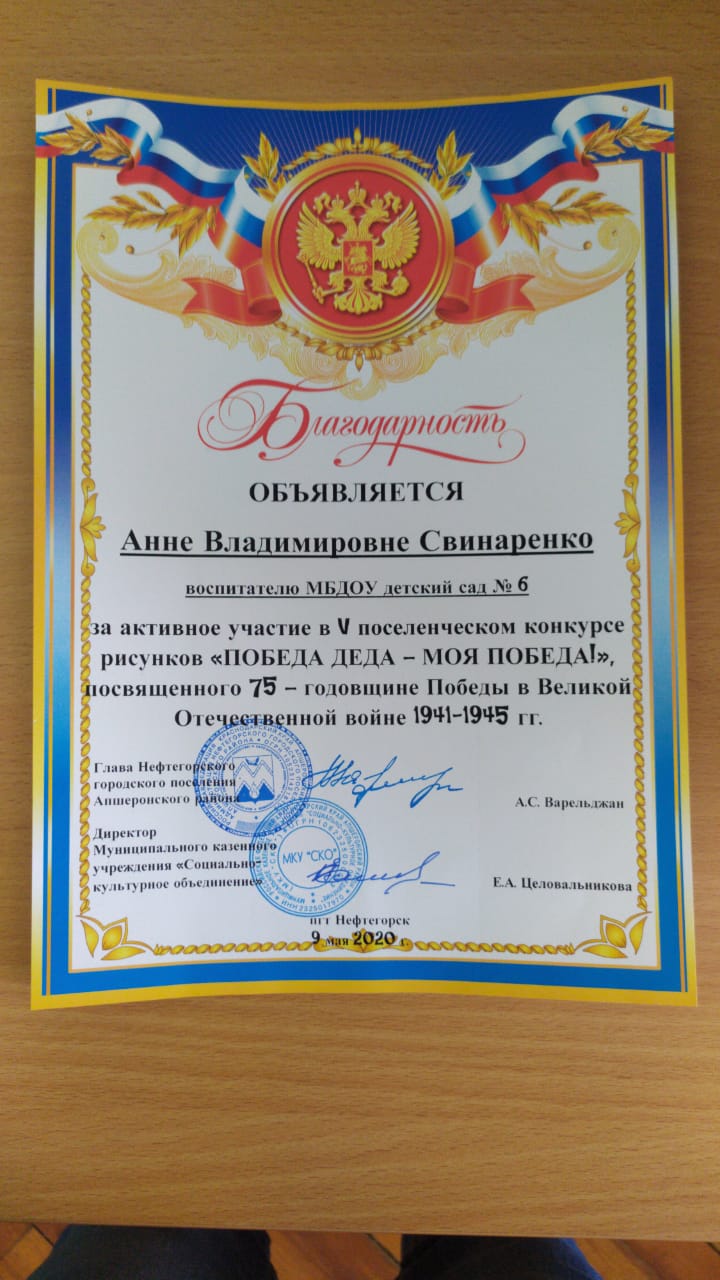 Благодарность
ОБЪЯВЛЯЕТСЯ
Анне Владимировне Свинаренко
воспитателю МБДОУ детский сад № 6
за активное участие в V поселенческом конкурсе
рисунков «ПОБЕДА ДЕДА – МОЯ ПОБЕДА!»,
посвященного 75 – годовщине Победы в Великой
Отечественной войне 1941-1945 гг.
Глава Нефтегорского
городского поселения
Апшеронского района
А.С. Варельджан
Директор
Муниципального казенного
учреждения «Социально-
культурное объединение»
Е.А. Целовальникова
МКУ "СКО"
пгт Нефтегорск
9 мая 2020 г.